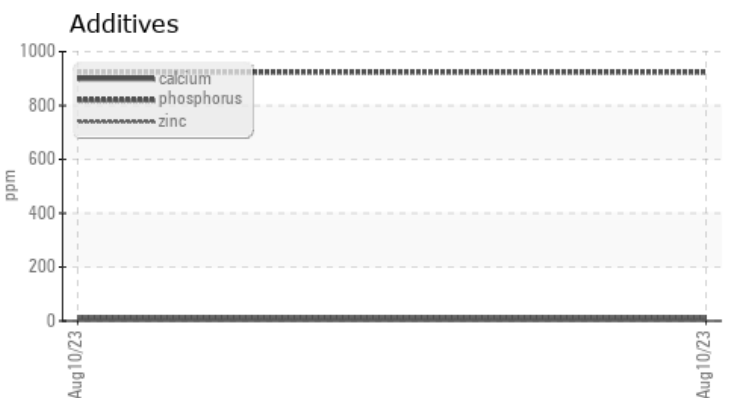 Additives
ppm
1000
800
600
400
200
0
calcium
phosphorus
zinc
Aug10/23
Aug10/23